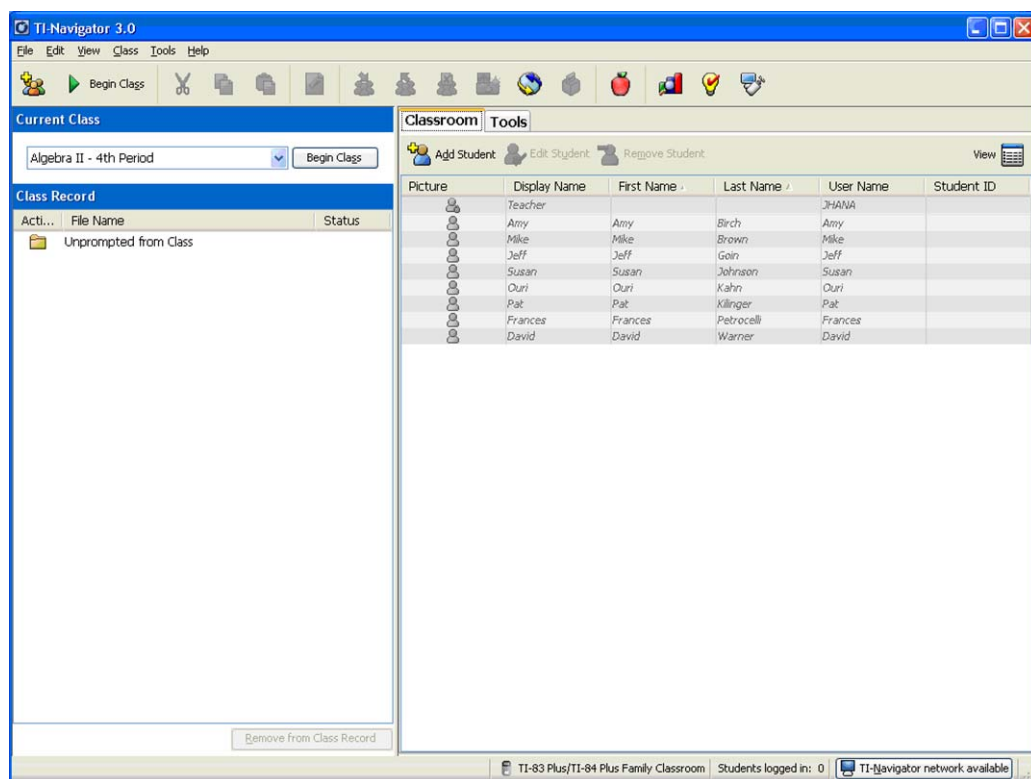 TI-Navigator 3.0
File Edit View Class Tools Help
Begin Class
Current Class
Algebra II - 4th Period Begin Class
Class Record
Acti... File Name Status
Unprompted from Class
Remove from Class Record
Classroom Tools
Add Student Edit Student Remove Student View
Picture Display Name First Name Last Name User Name Student ID
Teacher JHANA
Amy Amy Birch Amy
Mike Mike Brown Mike
Jeff Jeff Goin Jeff
Susan Susan Johnson Susan
Ouri Ouri Kahn Ouri
Pat Pat Kilinger Pat
Frances Frances Petrocelli Frances
David David Warner David
TI-83 Plus/TI-84 Plus Family Classroom Students logged in: 0 TI-Navigator network available